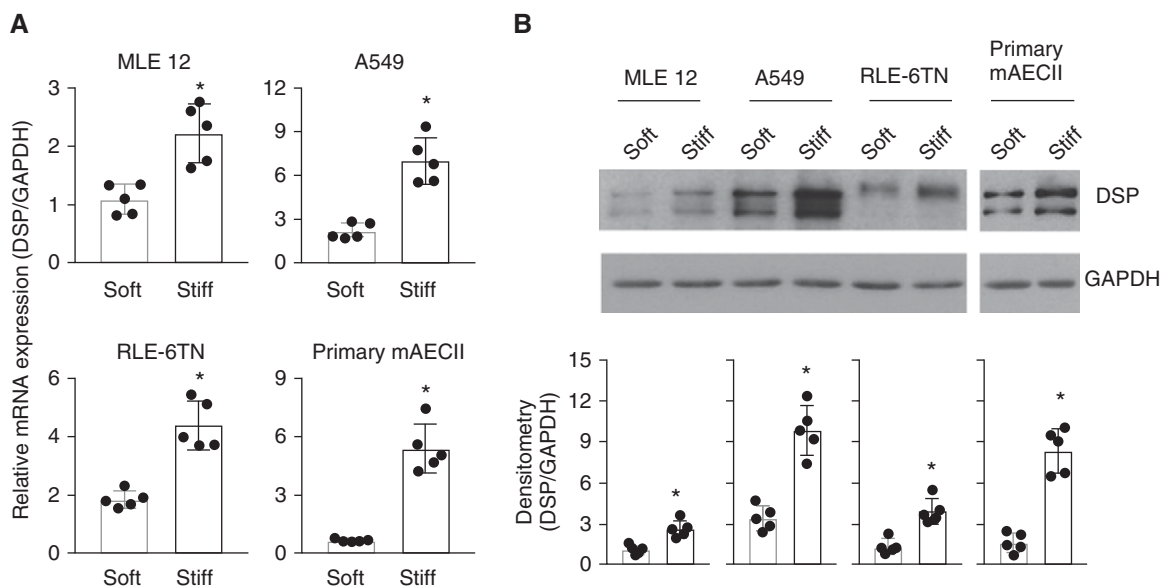 A
Relative mRNA expression (DSP/GAPDH)
MLE 12
3
2
1
0
*
Soft Stiff
A549
12
9
6
3
0
*
Soft Stiff
RLE-6TN
6
4
2
0
*
Soft Stiff
Primary mAECII
9
6
3
0
*
Soft Stiff
B
MLE 12 A549 RLE-6TN Primary
mAECII
Soft Stiff Soft Stiff Soft Stiff Soft Stiff
DSP
GAPDH
Densitometry
(DSP/GAPDH)
15
12
9
6
3
0
* * * *